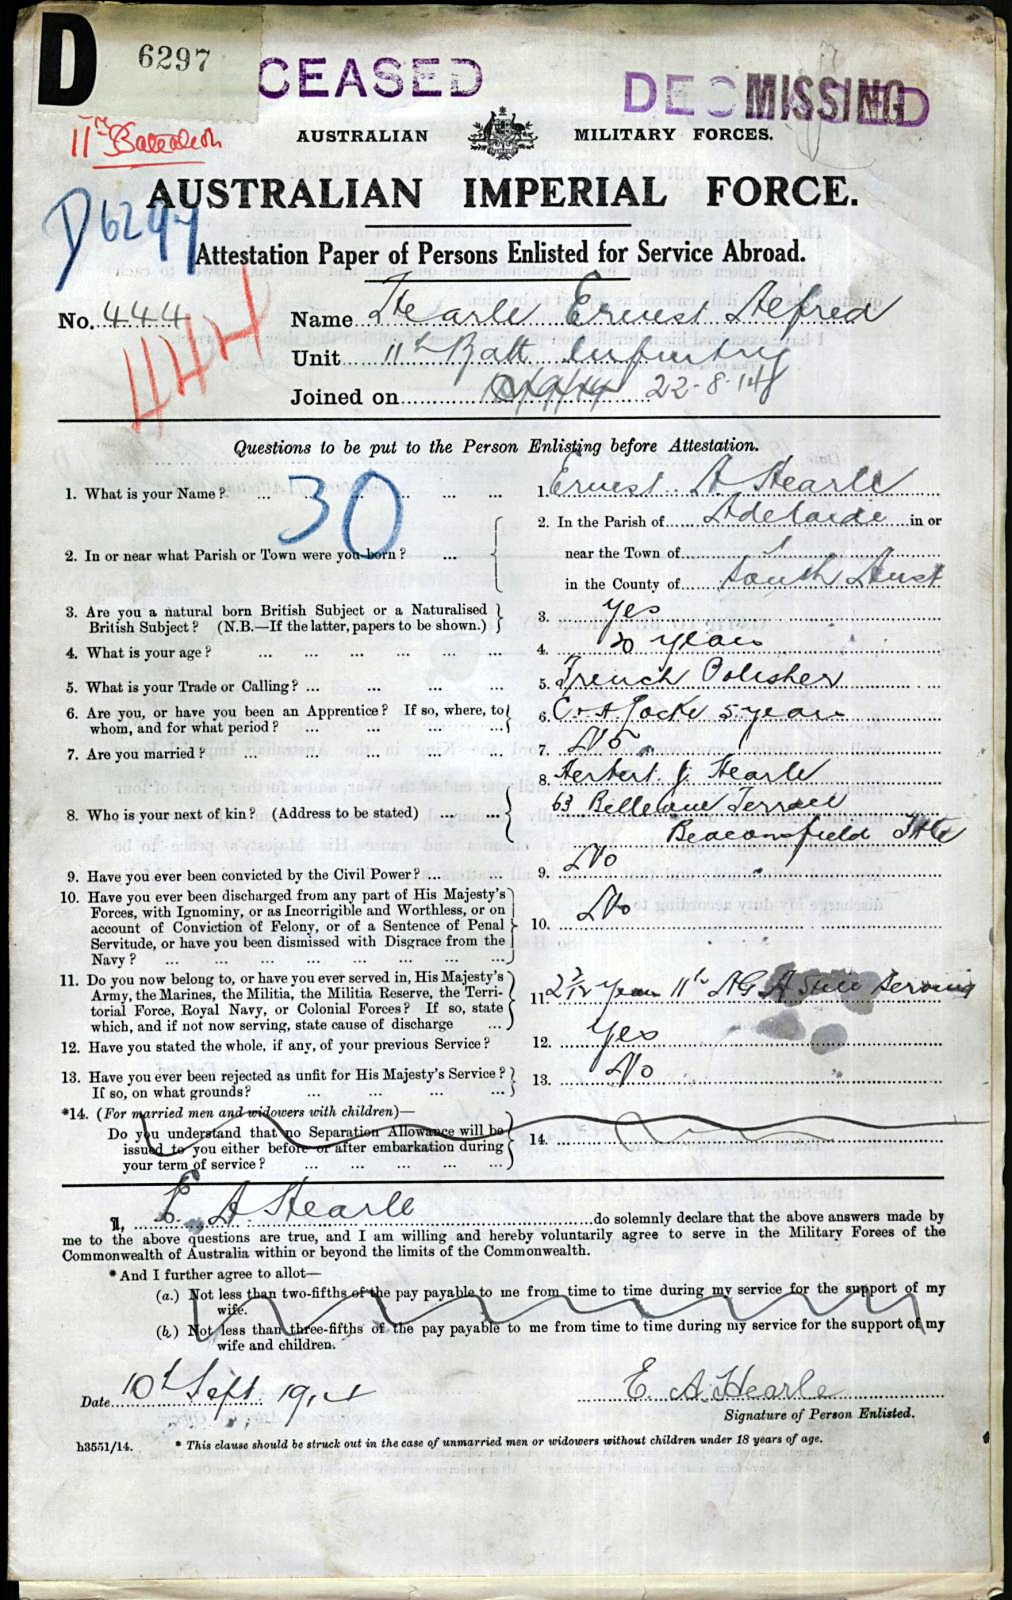 D 6297
CEASED
DEC MISSING D
11th Battalion
AUSTRALIAN MILITARY FORCES.
AUSTRALIAN IMPERIAL FORCE.
D6297
Attestation Paper of Persons Enlisted for Service Abroad.
No. 444 Name Hearle Ernest Alfred
444
Unit 11th Batt Infantry
Joined on 22-8-14
Questions to be put to the Person Enlisting before Attestation.
30
1. What is your Name? ... ... ... ... 1. Ernest A Hearle
2. In or near what Parish or Town were you born? ... 2. In the Parish of Adelaide in or
near the Town of
in the County of South Aust
3. Are you a natural born British Subject or a Naturalised 3. Yes
British Subject? (N.B.—If the latter, papers to be shown.)
4. What is your age? ... ... ... ... ... ... 4. 20 years
5. What is your Trade or Calling? ... ... ... ... 5. French Polisher
6. Are you, or have you been an Apprentice? If so, where, to 6. 5 years
whom, and for what period? ... ... ... ...
7. Are you married? ... ... ... ... ... 7. No
8. Who is your next of kin? (Address to be stated) ... ... 8. Herbert J. Hearle
63 Bellevue Terrace
Beaconsfield Ftle
9. Have you ever been convicted by the Civil Power? ... ... 9. No
10. Have you ever been discharged from any part of His Majesty's 10. No
Forces, with Ignominy, or as Incorrigible and Worthless, or on
account of Conviction of Felony, or of a Sentence of Penal
Servitude, or have you been dismissed with Disgrace from the
Navy? ... ... ... ... ... ... ...
11. Do you now belong to, or have you ever served in, His Majesty's 11. 2 7/12 years 11th A G A Still Serving
Army, the Marines, the Militia, the Militia Reserve, the Terri-
torial Force, Royal Navy, or Colonial Forces? If so, state
which, and if not now serving, state cause of discharge ...
12. Have you stated the whole, if any, of your previous Service? 12. Yes
13. Have you ever been rejected as unfit for His Majesty's Service? 13. No
If so, on what grounds? ... ... ... ...
*14. (For married men and widowers with children)—
Do you understand that no Separation Allowance will be 14.
issued to you either before or after embarkation during
your term of service? ... ... ... ... ...
I, E. A Hearle do solemnly declare that the above answers made by
me to the above questions are true, and I am willing and hereby voluntarily agree to serve in the Military Forces of the
Commonwealth of Australia within or beyond the limits of the Commonwealth.
* And I further agree to allot—
(a.) Not less than two-fifths of the pay payable to me from time to time during my service for the support of my
wife.
(b.) Not less than three-fifths of the pay payable to me from time to time during my service for the support of my
wife and children.
Date 10th Sept. 1914 E. A. Hearle
Signature of Person Enlisted.
h3551/14. * This clause should be struck out in the case of unmarried men or widowers without children under 18 years of age.